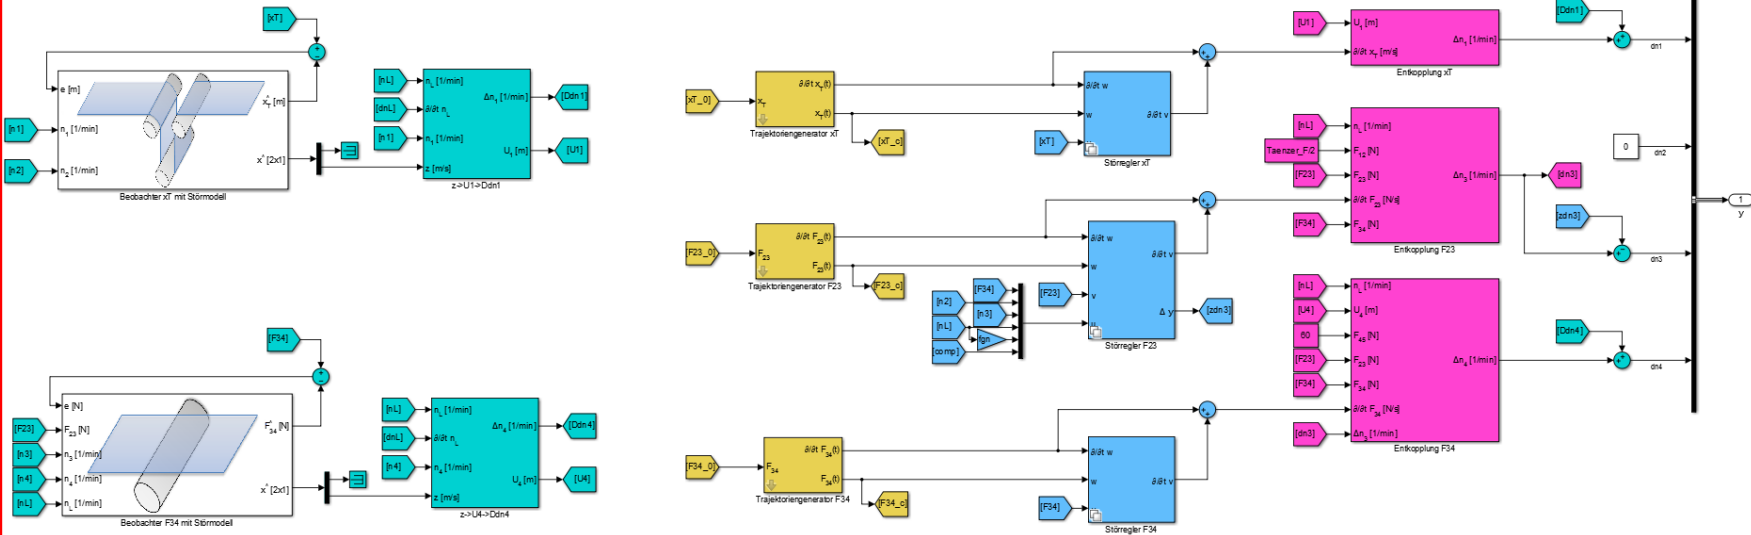 [xT]
e [m]
[n1]
n1 [1/min]
[n2]
n2 [1/min]
x^T [m]
x^ [2x1]
Beobachter xT mit Störmodell
[nL]
[dnL]
[n1]
nL [1/min]
∂/∂t nL
n1 [1/min]
z [m/s]
Δn1 [1/min]
U1 [m]
[Ddn1]
[U1]
z->U1->Ddn1
[F34]
e [N]
[F23]
F23 [N]
[n3]
n3 [1/min]
[n4]
n4 [1/min]
[nL]
nL [1/min]
F^34 [N]
x^ [2x1]
Beobachter F34 mit Störmodell
[nL]
[dnL]
[n4]
nL [1/min]
∂/∂t nL
n4 [1/min]
z [m/s]
Δn4 [1/min]
U4 [m]
[Ddn4]
[U4]
z->U4->Ddn4
[xT_0]
xT
∂/∂t xT(t)
xT(t)
Trajektoriengenerator xT
[xT_c]
[xT]
∂/∂t w
w
∂/∂t v
Störregler xT
[F23_0]
F23
∂/∂t F23(t)
F23(t)
Trajektoriengenerator F23
[F23_c]
[F34]
[n2]
[n3]
[nL]
fgn
[comp]
[F23]
∂/∂t w
w
v
∂/∂t v
Δ y
Störregler F23
[zdn3]
[F34_0]
F34
∂/∂t F34(t)
F34(t)
Trajektoriengenerator F34
[F34_c]
[F34]
∂/∂t w
w
∂/∂t v
Störregler F34
[U1]
U1 [m]
∂/∂t xT [m/s]
Δn1 [1/min]
Entkopplung xT
[nL]
Taenzer_F/2
[F23]
[F34]
nL [1/min]
F12 [N]
F23 [N]
∂/∂t F23 [N/s]
F34 [N]
Δn3 [1/min]
Entkopplung F23
[nL]
[U4]
60
[F23]
[F34]
[dn3]
nL [1/min]
U4 [m]
F45 [N]
F23 [N]
F34 [N]
∂/∂t F34 [N/s]
Δn3 [1/min]
Δn4 [1/min]
Entkopplung F34
[Ddn1]
dn1
0
dn2
[dn3]
[zdn3]
dn3
[Ddn4]
dn4
1
y